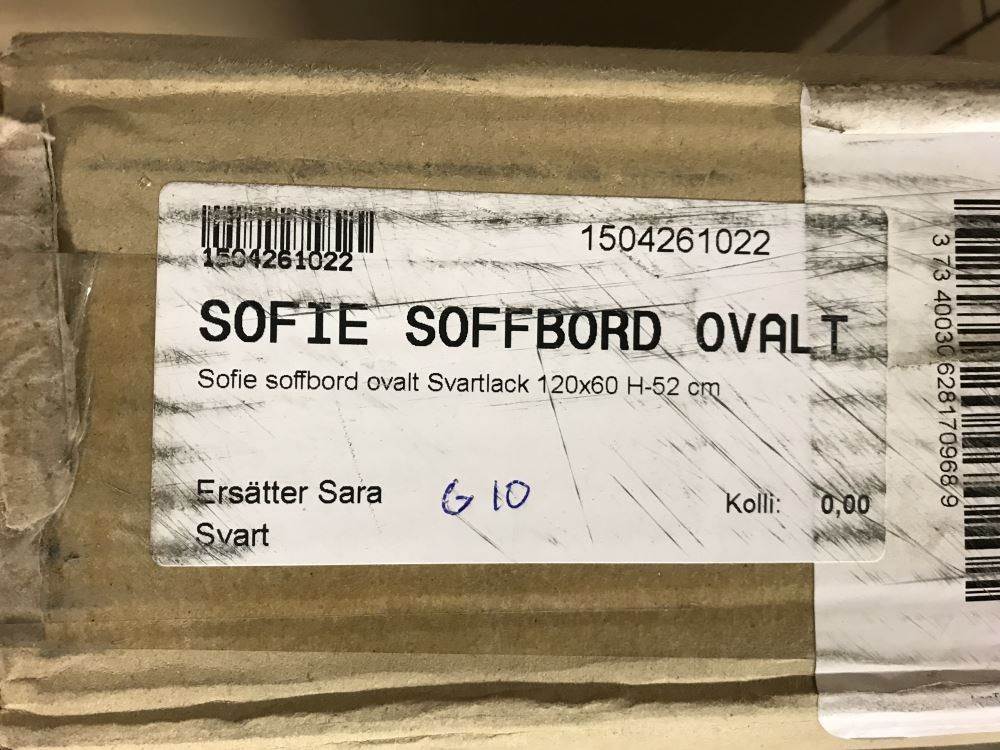 1504261022
1504261022
SOFIE SOFFBORD OVALT
Sofie soffbord ovalt Svartlack 120x60 H-52 cm
Ersätter Sara
G 10
Kolli: 0,00
Svart
3 73 40030 62817096 8 9